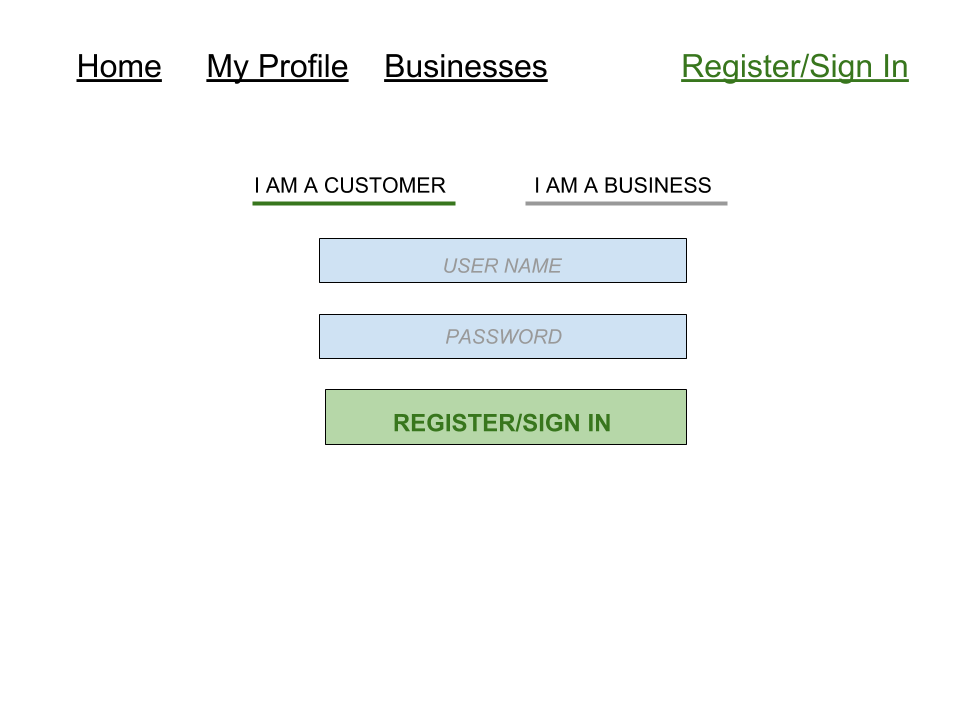 Home My Profile Businesses Register/Sign In
I AM A CUSTOMER I AM A BUSINESS
USER NAME
PASSWORD
REGISTER/SIGN IN